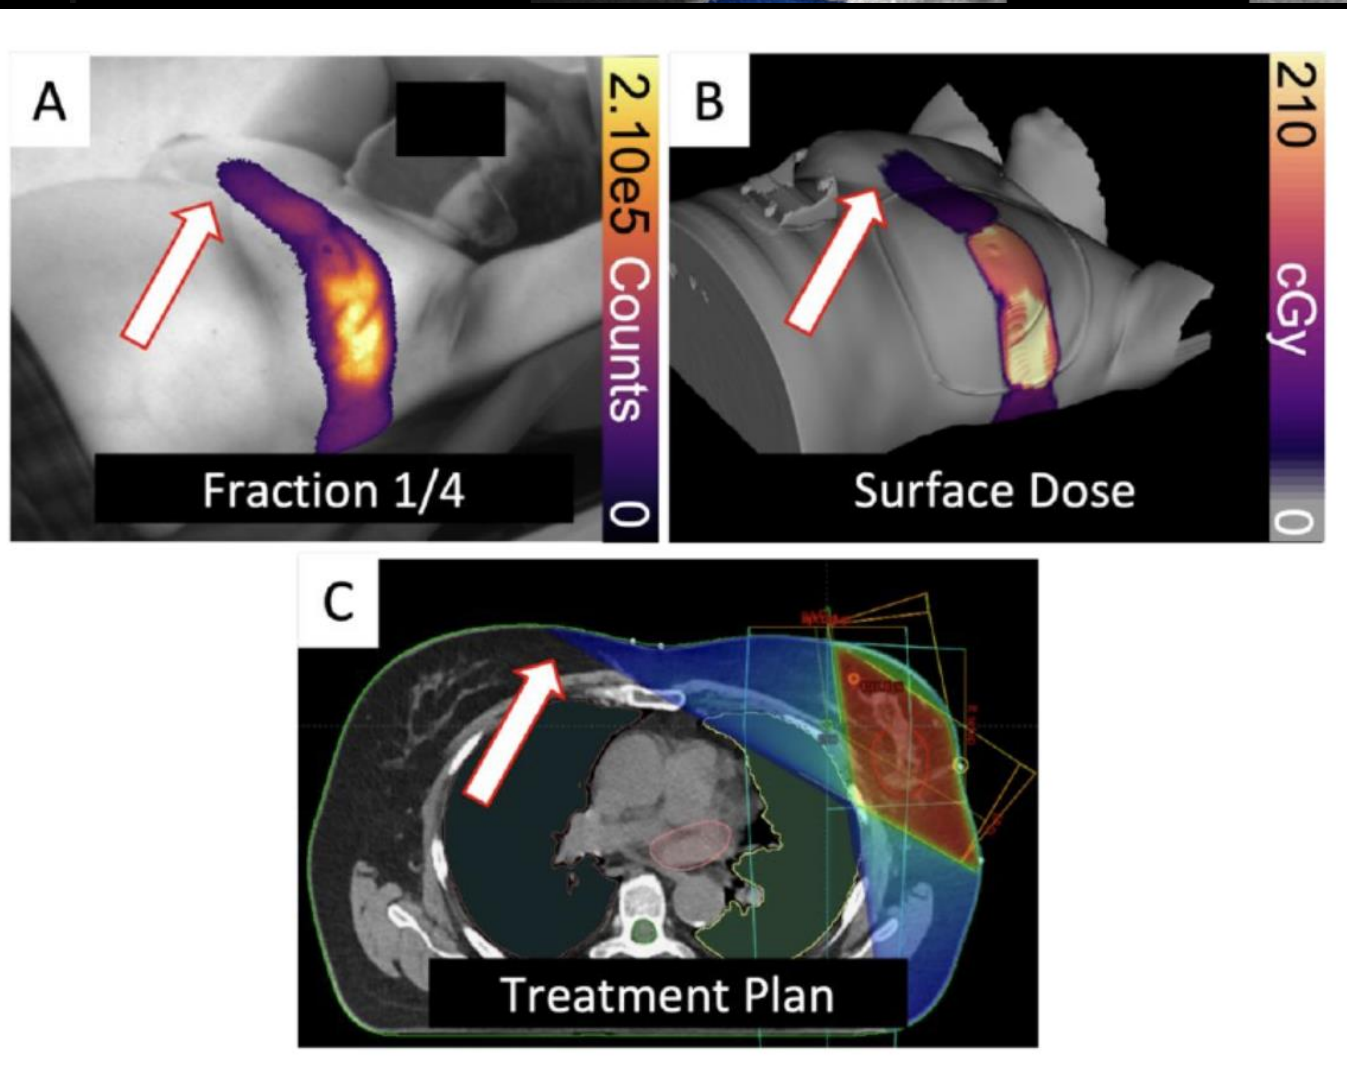 A
2.10e5 Counts
0
Fraction 1/4
B
210
cGy
0
Surface Dose
C
Treatment Plan